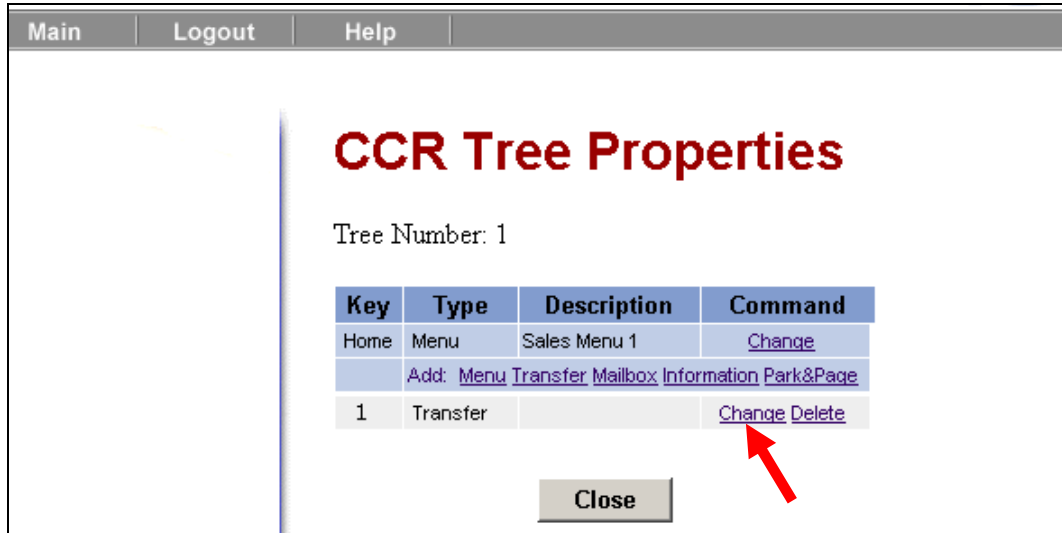 Main Logout Help
CCR Tree Properties
Tree Number: 1
Key Type Description Command
Home Menu Sales Menu 1 Change
Add: Menu Transfer Mailbox Information Park&Page
1 Transfer Change Delete
Close